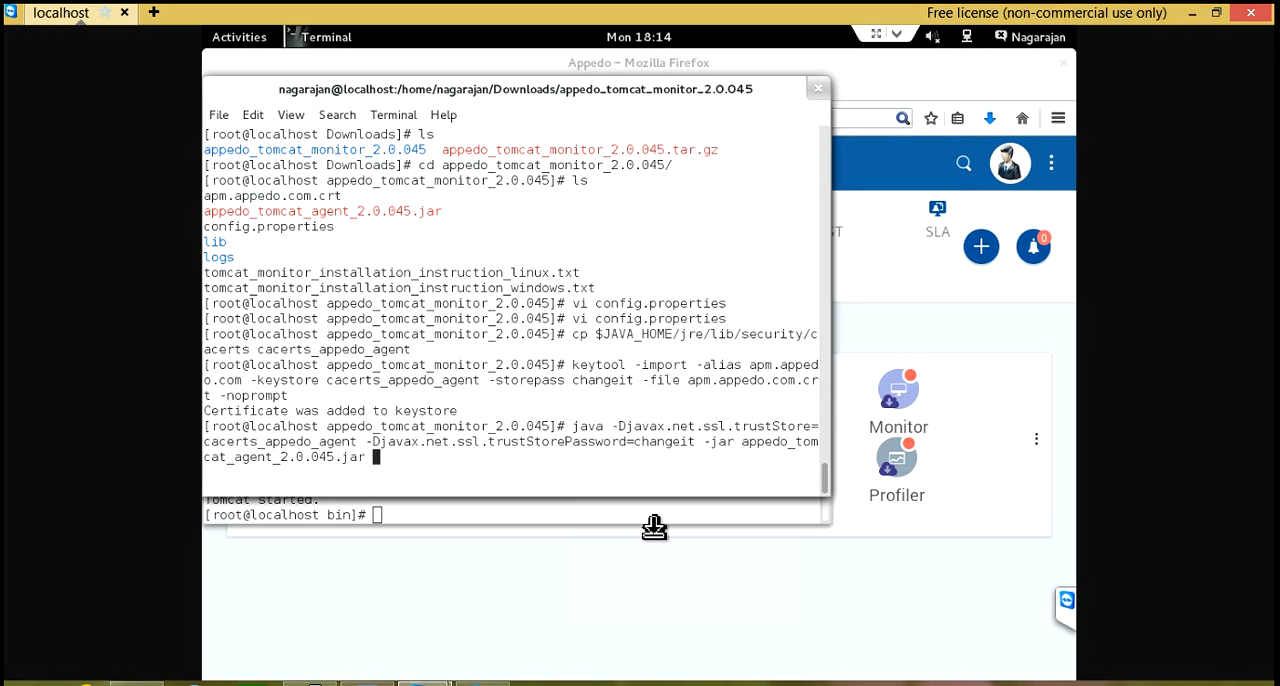 localhost
Free license (non-commercial use only)
Activities
Terminal
Mon 18:14
Nagarajan
Appedo - Mozilla Firefox
nagarajan@localhost:/home/nagarajan/Downloads/appedo_tomcat_monitor_2.0.045
File Edit View Search Terminal Help
[root@localhost Downloads]# ls
appedo_tomcat_monitor_2.0.045 appedo_tomcat_monitor_2.0.045.tar.gz
[root@localhost Downloads]# cd appedo_tomcat_monitor_2.0.045/
[root@localhost appedo_tomcat_monitor_2.0.045]# ls
apm.appedo.com.crt
appedo_tomcat_agent_2.0.045.jar
config.properties
lib
logs
tomcat_monitor_installation_instruction_linux.txt
tomcat_monitor_installation_instruction_windows.txt
[root@localhost appedo_tomcat_monitor_2.0.045]# vi config.properties
[root@localhost appedo_tomcat_monitor_2.0.045]# vi config.properties
[root@localhost appedo_tomcat_monitor_2.0.045]# cp $JAVA_HOME/jre/lib/security/c
acerts cacerts_appedo_agent
[root@localhost appedo_tomcat_monitor_2.0.045]# keytool -import -alias apm.apped
o.com -keystore cacerts_appedo_agent -storepass changeit -file apm.appedo.com.cr
t -noprompt
Certificate was added to keystore
[root@localhost appedo_tomcat_monitor_2.0.045]# java -Djavax.net.ssl.trustStore=
cacerts_appedo_agent -Djavax.net.ssl.trustStorePassword=changeit -jar appedo_tom
cat_agent_2.0.045.jar
Tomcat started.
[root@localhost bin]#
ST
SLA
0
Monitor
Profiler